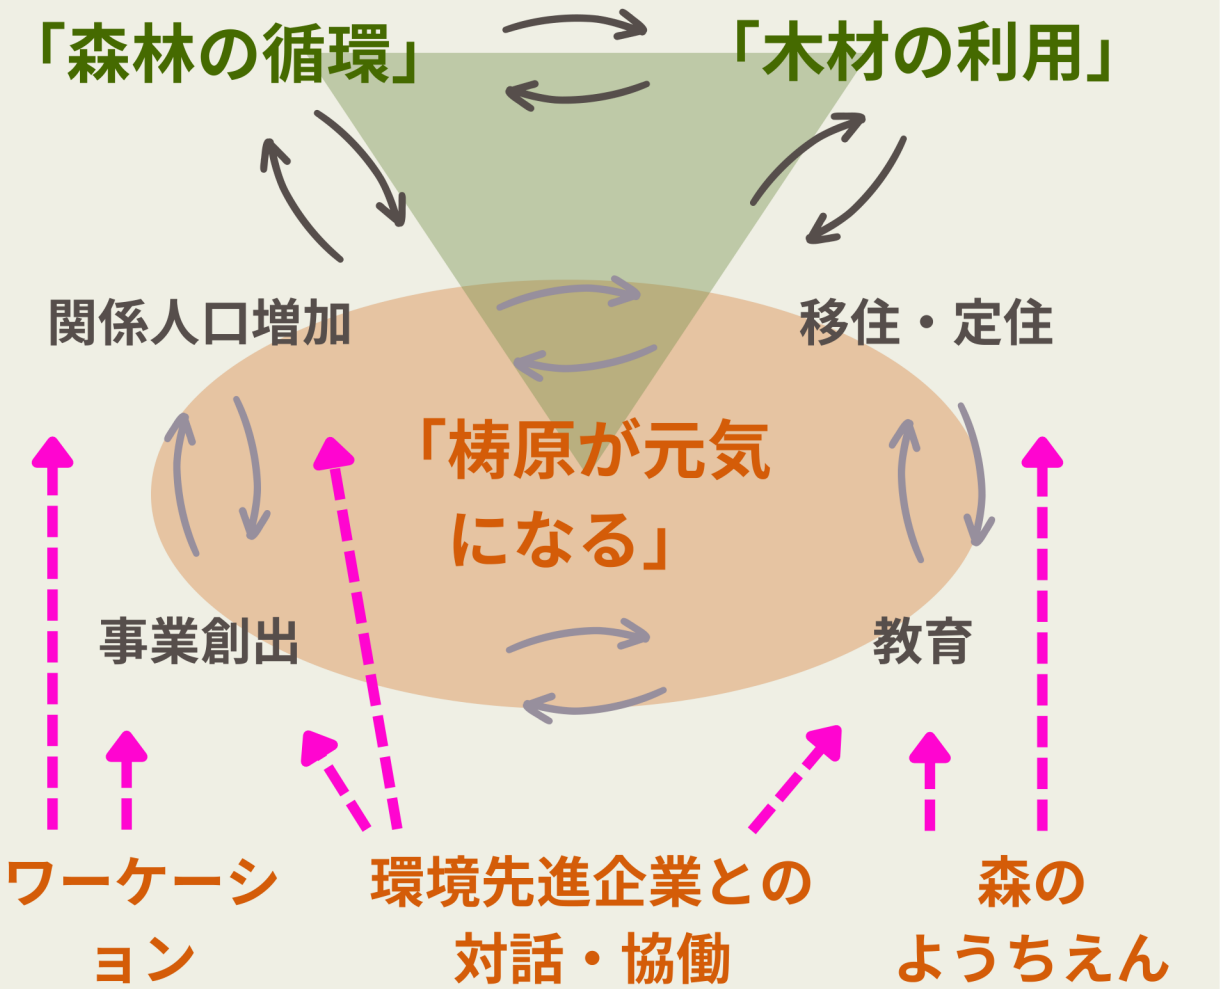 「森林の循環」
「木材の利用」
関係人口増加
移住・定住
「梼原が元気
になる」
事業創出
教育
ワーケーシ
ョン
環境先進企業との
対話・協働
森の
ようちえん